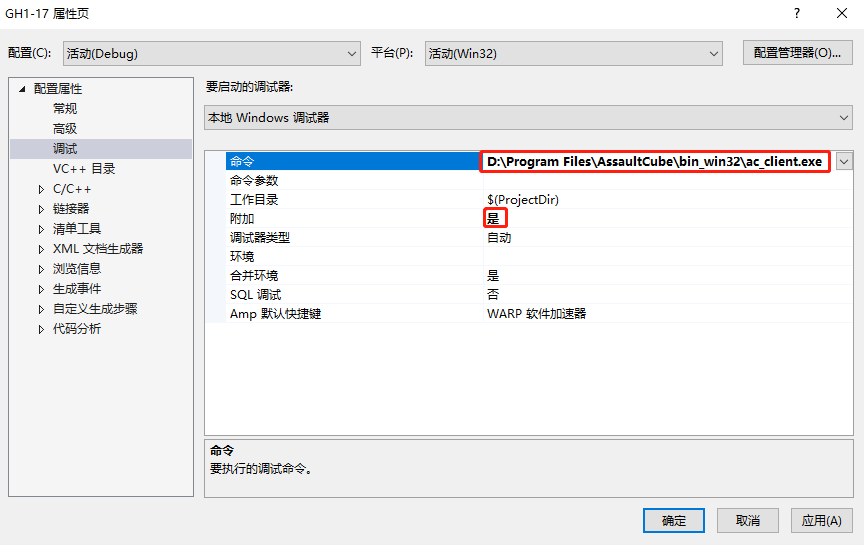 GH1-17 属性页
配置(C): 活动(Debug) 平台(P): 活动(Win32) 配置管理器(O)...
配置属性
常规
高级
调试
VC++ 目录
C/C++
链接器
清单工具
XML 文档生成器
浏览信息
生成事件
自定义生成步骤
代码分析
要启动的调试器:
本地 Windows 调试器
命令 D:\Program Files\AssaultCube\bin_win32\ac_client.exe
命令参数
工作目录 $(ProjectDir)
附加 是
调试器类型 自动
环境
合并环境 是
SQL 调试 否
Amp 默认快捷键 WARP 软件加速器
命令
要执行的调试命令。
确定 取消 应用(A)